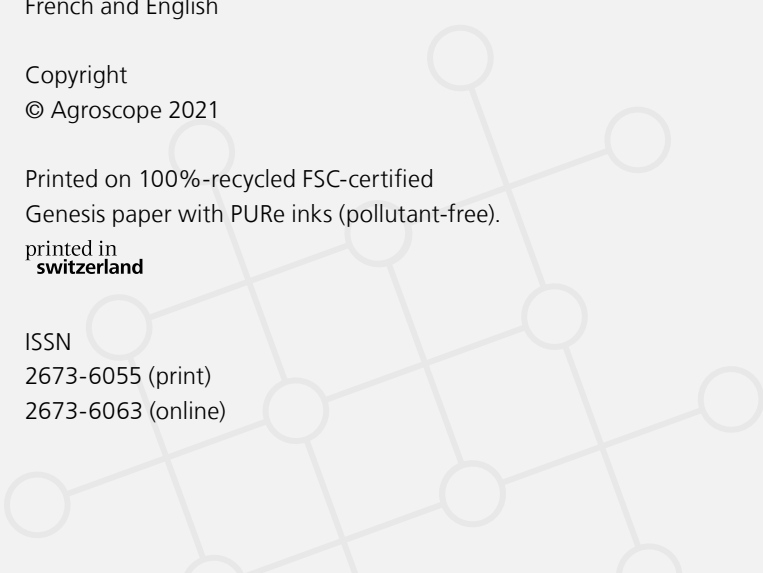 French and English
Copyright
© Agroscope 2021
Printed on 100%-recycled FSC-certified
Genesis paper with PURe inks (pollutant-free).
printed in
switzerland
ISSN
2673-6055 (print)
2673-6063 (online)